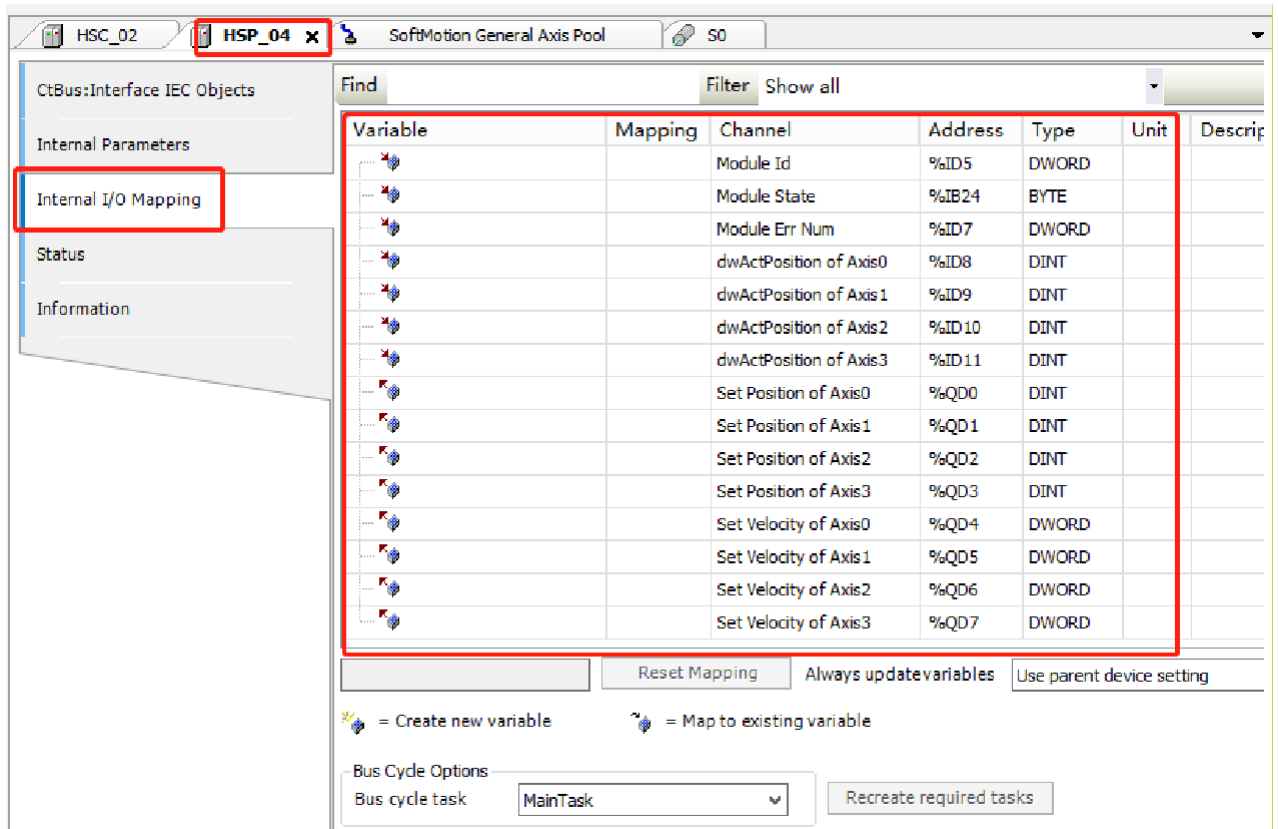 HSC_02 HSP_04 x SoftMotion General Axis Pool S0
CtBus:Interface IEC Objects
Internal Parameters
Internal I/O Mapping
Status
Information
Find Filter Show all
Variable Mapping Channel Address Type Unit Descrip
Module Id %ID5 DWORD
Module State %IB24 BYTE
Module Err Num %ID7 DWORD
dwActPosition of Axis0 %ID8 DINT
dwActPosition of Axis1 %ID9 DINT
dwActPosition of Axis2 %ID10 DINT
dwActPosition of Axis3 %ID11 DINT
Set Position of Axis0 %QD0 DINT
Set Position of Axis1 %QD1 DINT
Set Position of Axis2 %QD2 DINT
Set Position of Axis3 %QD3 DINT
Set Velocity of Axis0 %QD4 DWORD
Set Velocity of Axis1 %QD5 DWORD
Set Velocity of Axis2 %QD6 DWORD
Set Velocity of Axis3 %QD7 DWORD
Reset Mapping Always updatevariables Use parent device setting
= Create new variable = Map to existing variable
Bus Cycle Options
Bus cycle task MainTask Recreate required tasks